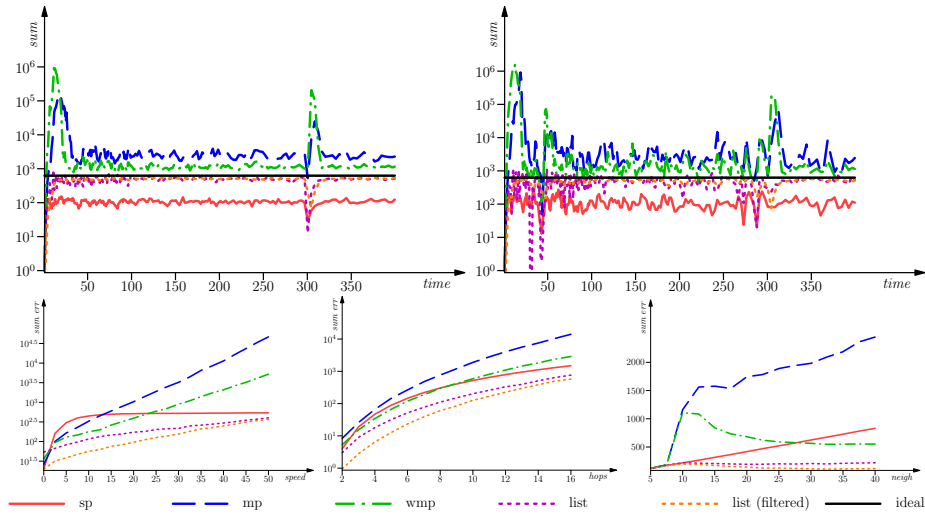 sum
10^6
10^5
10^4
10^3
10^2
10^1
10^0
50 100 150 200 250 300 350
time
sum
10^6
10^5
10^4
10^3
10^2
10^1
10^0
50 100 150 200 250 300 350
time
sum err
10^4.5
10^4
10^3.5
10^3
10^2.5
10^2
10^1.5
0 5 10 15 20 25 30 35 40 45 50
speed
sum err
10^4
10^3
10^2
10^1
10^0
2 4 6 8 10 12 14 16
hops
sum err
2000
1500
1000
500
5 10 15 20 25 30 35 40
neigh
sp mp wmp list list (filtered) ideal